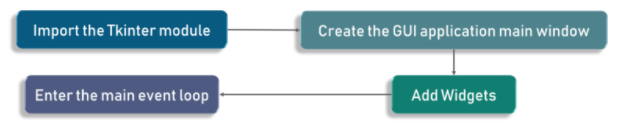 Import the Tkinter module
Create the GUI application main window
Add Widgets
Enter the main event loop